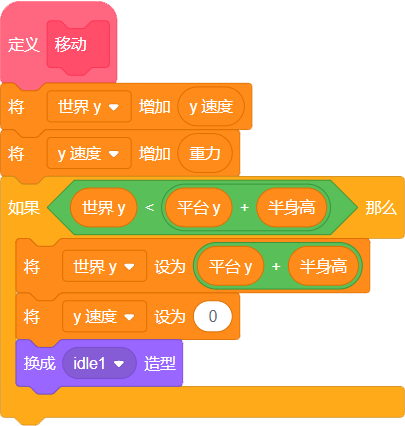 定义 移动
将 世界 y 增加 y 速度
将 y 速度 增加 重力
如果 世界 y < 平台 y + 半身高 那么
将 世界 y 设为 平台 y + 半身高
将 y 速度 设为 0
换成 idle1 造型